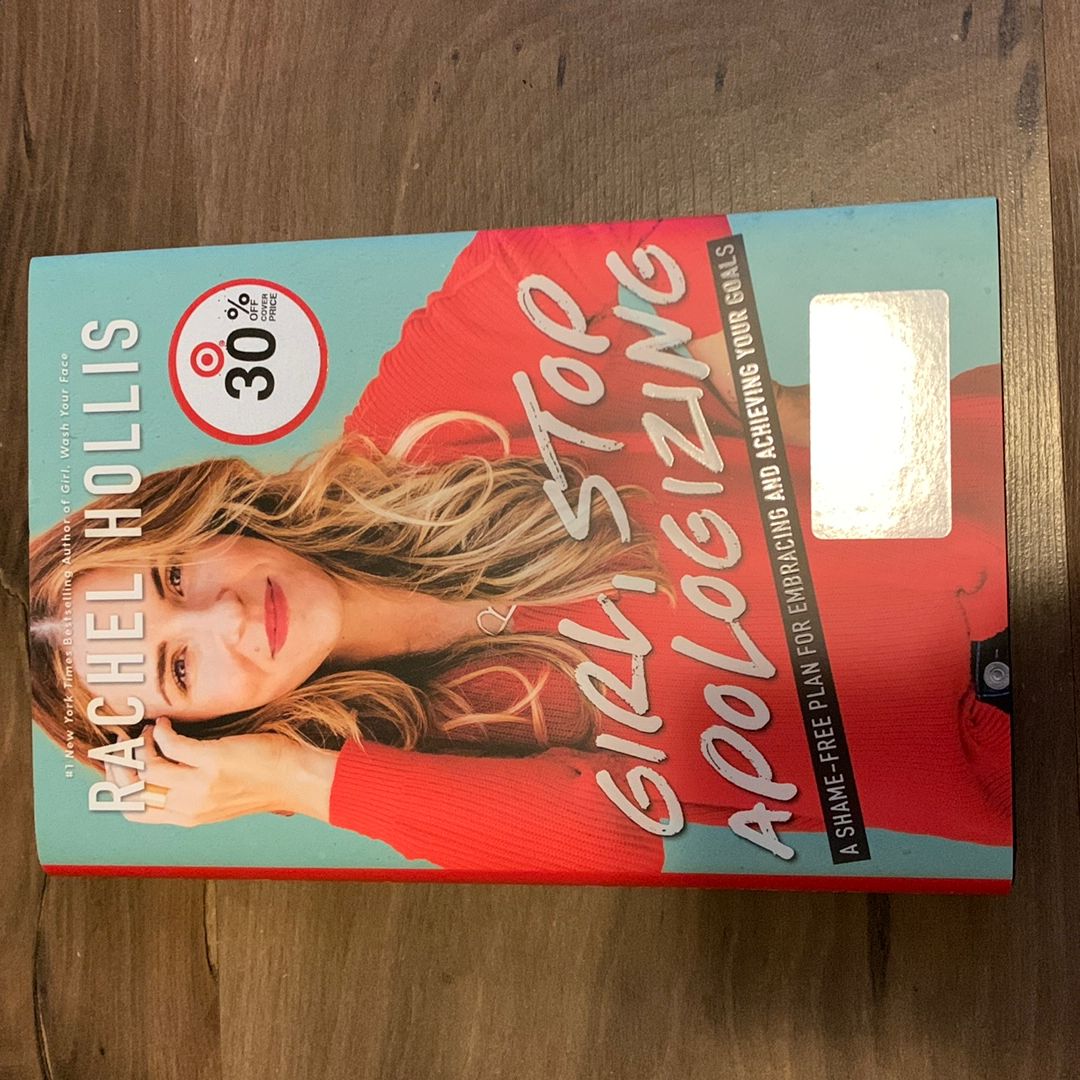 #1 New York Times Bestselling Author of Girl, Wash Your Face
RACHEL HOLLIS
30%
OFF
COVER
PRICE
GIRL, STOP
APOLOGIZING
A SHAME-FREE PLAN FOR EMBRACING AND ACHIEVING YOUR GOALS